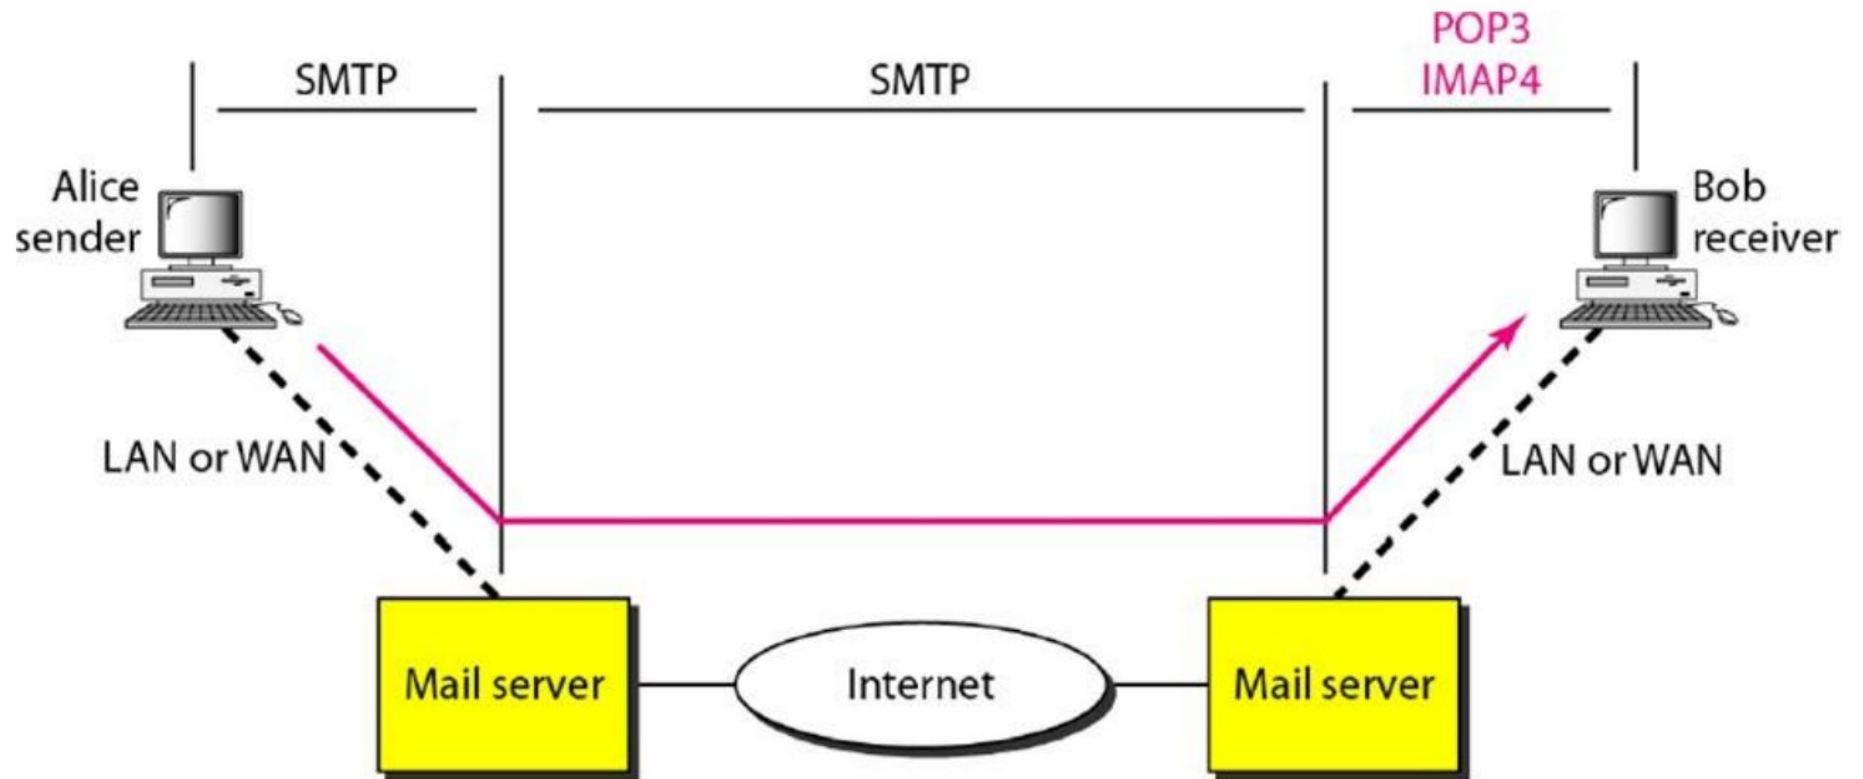 POP3
SMTP
SMTP
IMAP4
Alice
sender
Bob
receiver
LAN or WAN
LAN or WAN
Mail server
Internet
Mail server